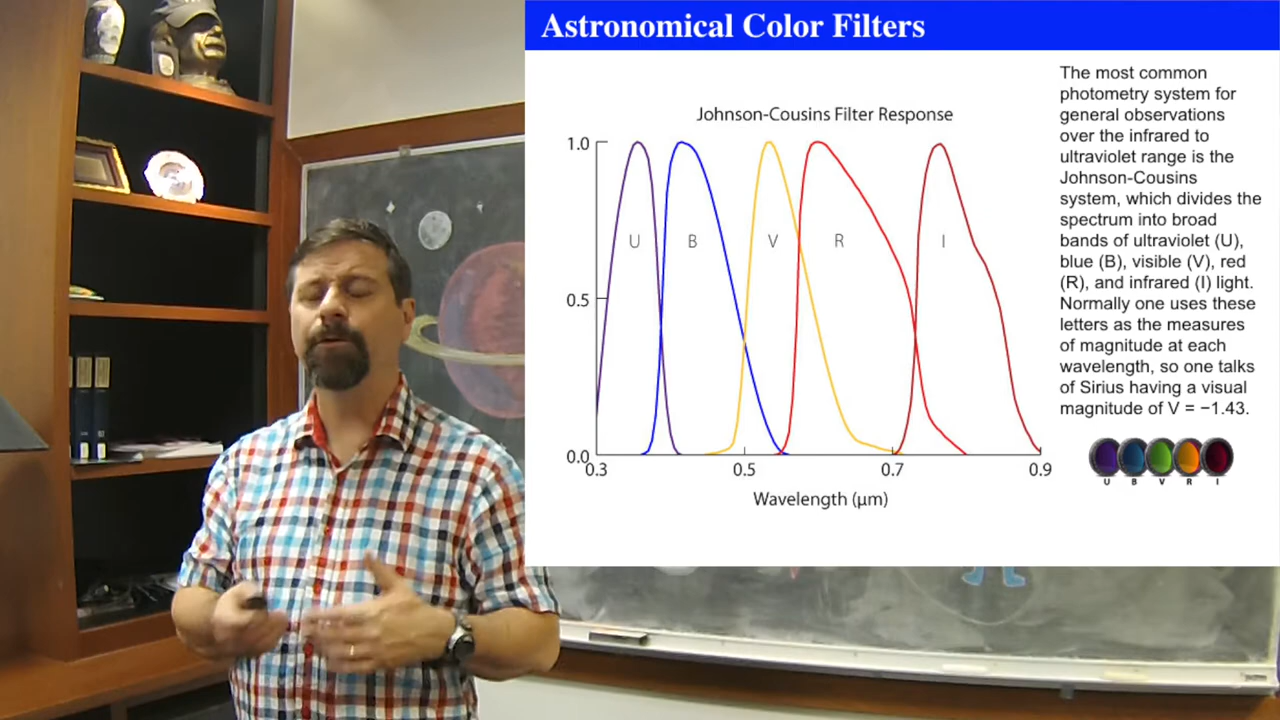 Astronomical Color Filters
Johnson-Cousins Filter Response
1.0
0.5
0.0
U
B
V
R
I
0.3
0.5
0.7
0.9
Wavelength (μm)
The most common
photometry system for
general observations
over the infrared to
ultraviolet range is the
Johnson-Cousins
system, which divides the
spectrum into broad
bands of ultraviolet (U),
blue (B), visible (V), red
(R), and infrared (I) light.
Normally one uses these
letters as the measures
of magnitude at each
wavelength, so one talks
of Sirius having a visual
magnitude of V = −1.43.
U B V R I